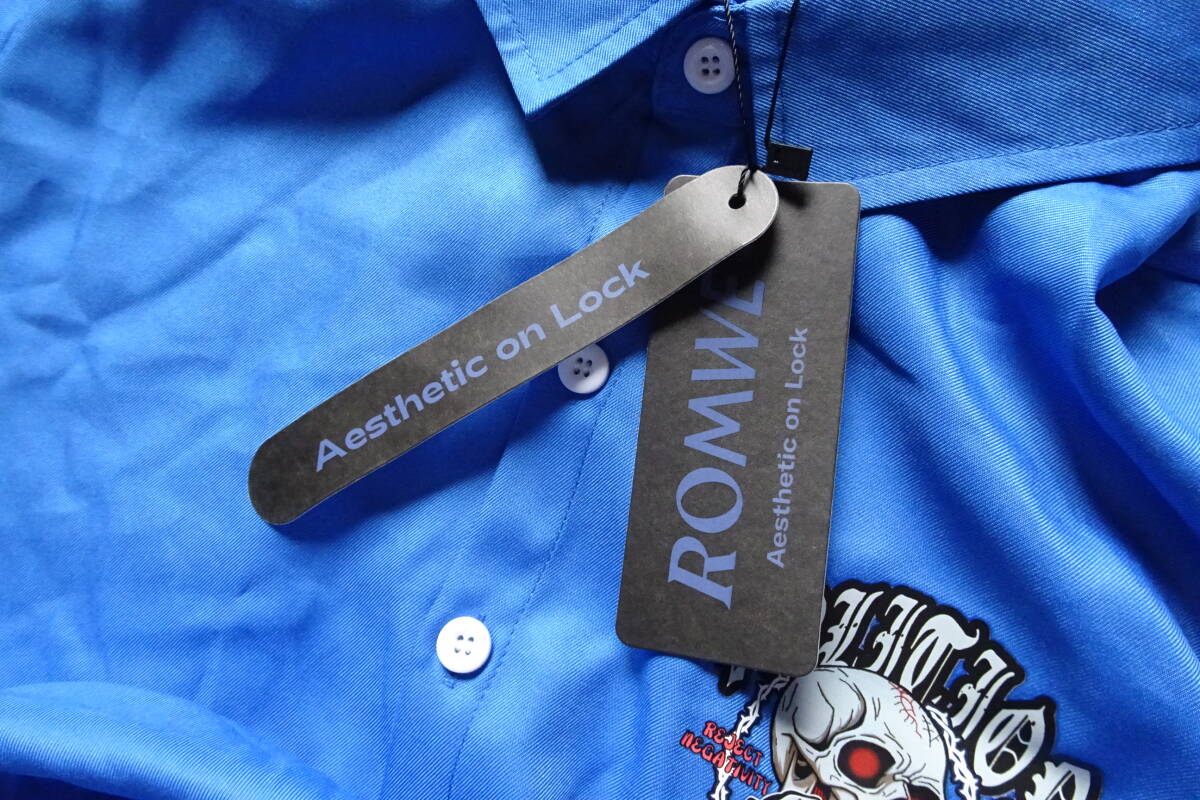 Aesthetic on Lock
ROMWE
Aesthetic on Lock
REJECT
NEGATIVITY